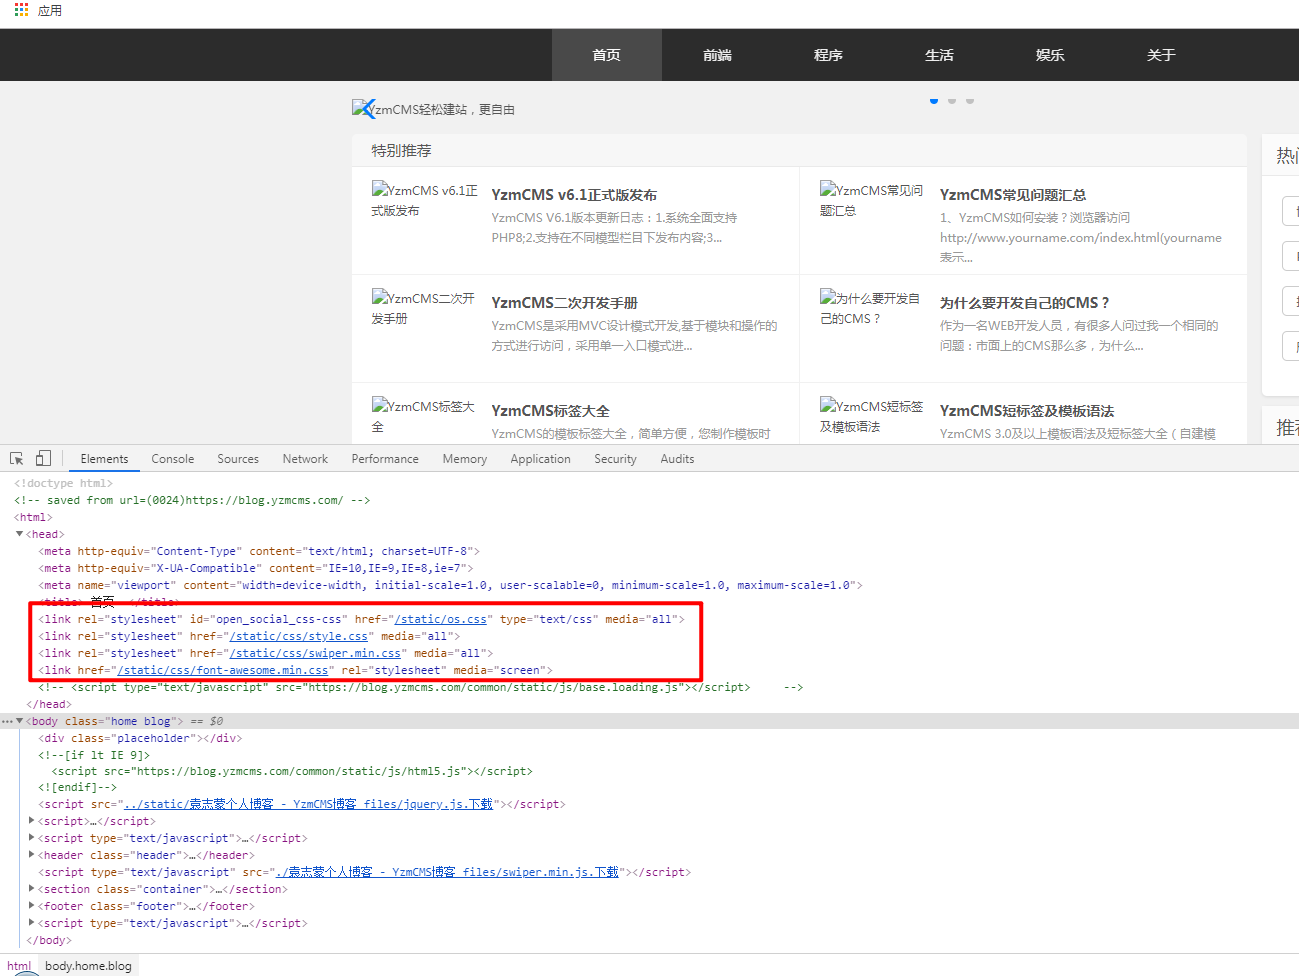 应用
首页 前端 程序 生活 娱乐 关于
YzmCMS轻松建站，更自由
特别推荐
热
YzmCMS v6.1正式版发布
YzmCMS v6.1正式版发布
YzmCMS V6.1版本更新日志：1.系统全面支持
PHP8;2.支持在不同模型栏目下发布内容;3...
YzmCMS常见问题汇总
YzmCMS常见问题汇总
1、YzmCMS如何安装？浏览器访问
http://www.yourname.com/index.html(yourname
表示...
YzmCMS二次开发手册
YzmCMS二次开发手册
YzmCMS是采用MVC设计模式开发,基于模块和操作的
方式进行访问，采用单一入口模式进...
为什么要开发自己的CMS？
为什么要开发自己的CMS？
作为一名WEB开发人员，有很多人问过我一个相同的
问题：市面上的CMS那么多，为什么...
YzmCMS标签大全
YzmCMS标签大全
YzmCMS的模板标签大全，简单方便，您制作模板时
YzmCMS短标签及模板语法
YzmCMS短标签及模板语法
YzmCMS 3.0及以上模板语法及短标签大全（自建模
推荐
Elements Console Sources Network Performance Memory Application Security Audits
<!doctype html>
<!-- saved from url=(0024)https://blog.yzmcms.com/ -->
<html>
<head>
<meta http-equiv="Content-Type" content="text/html; charset=UTF-8">
<meta http-equiv="X-UA-Compatible" content="IE=10,IE=9,IE=8,ie=7">
<meta name="viewport" content="width=device-width, initial-scale=1.0, user-scalable=0, minimum-scale=1.0, maximum-scale=1.0">
<title> 首页 </title>
<link rel="stylesheet" id="open_social_css-css" href="/static/os.css" type="text/css" media="all">
<link rel="stylesheet" href="/static/css/style.css" media="all">
<link rel="stylesheet" href="/static/css/swiper.min.css" media="all">
<link href="/static/css/font-awesome.min.css" rel="stylesheet" media="screen">
<!-- <script type="text/javascript" src="https://blog.yzmcms.com/common/static/js/base.loading.js"></script> -->
</head>
<body class="home blog"> == $0
<div class="placeholder"></div>
<!--[if lt IE 9]>
<script src="https://blog.yzmcms.com/common/static/js/html5.js"></script>
<![endif]-->
<script src="../static/袁志蒙个人博客 - YzmCMS博客_files/jquery.js.下载"></script>
<script>…</script>
<script type="text/javascript">…</script>
<header class="header">…</header>
<script type="text/javascript" src="./袁志蒙个人博客 - YzmCMS博客_files/swiper.min.js.下载"></script>
<section class="container">…</section>
<footer class="footer">…</footer>
<script type="text/javascript">…</script>
</body>
html body.home.blog